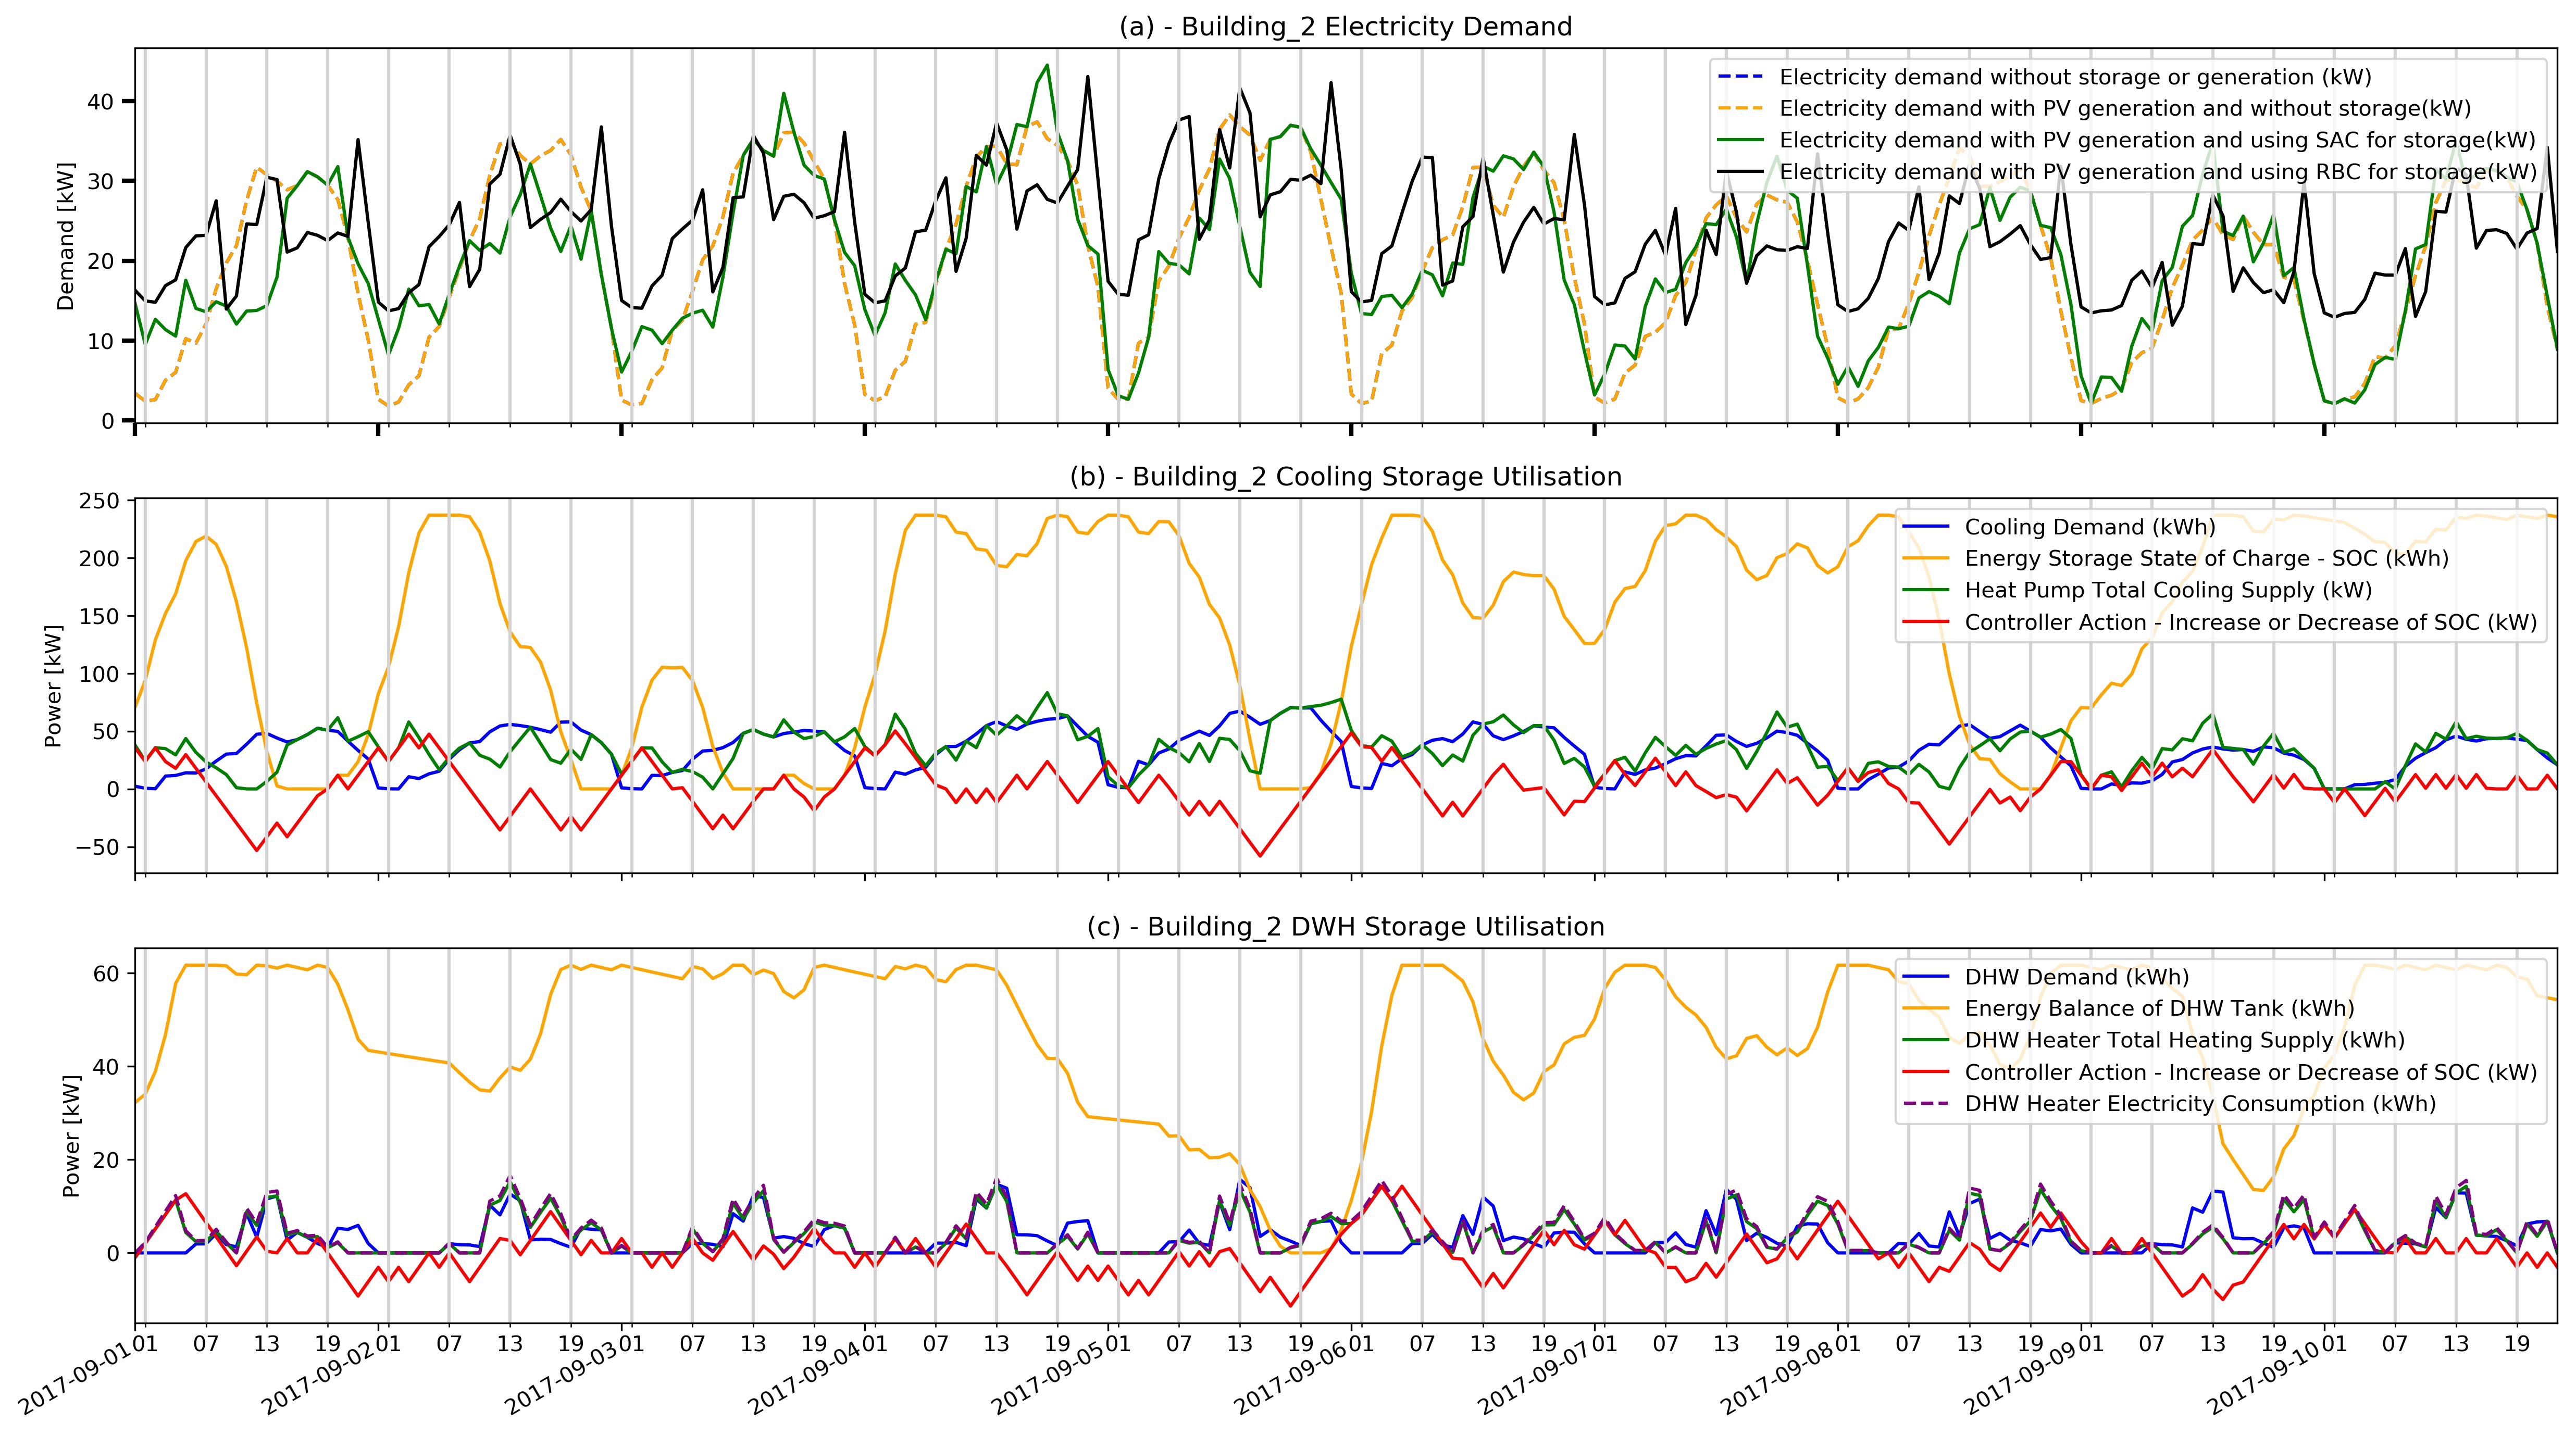 (a) - Building_2 Electricity Demand
Demand [kW]
40
30
20
10
0
Electricity demand without storage or generation (kW)
Electricity demand with PV generation and without storage(kW)
Electricity demand with PV generation and using SAC for storage(kW)
Electricity demand with PV generation and using RBC for storage(kW)
(b) - Building_2 Cooling Storage Utilisation
Power [kW]
250
200
150
100
50
0
−50
Cooling Demand (kWh)
Energy Storage State of Charge - SOC (kWh)
Heat Pump Total Cooling Supply (kW)
Controller Action - Increase or Decrease of SOC (kW)
(c) - Building_2 DWH Storage Utilisation
Power [kW]
60
40
20
0
DHW Demand (kWh)
Energy Balance of DHW Tank (kWh)
DHW Heater Total Heating Supply (kWh)
Controller Action - Increase or Decrease of SOC (kW)
DHW Heater Electricity Consumption (kWh)
01 07 13 19 01 07 13 19 01 07 13 19 01 07 13 19 01 07 13 19 01 07 13 19 01 07 13 19 01 07 13 19 01 07 13 19 01 07 13 19
2017-09-01 2017-09-02 2017-09-03 2017-09-04 2017-09-05 2017-09-06 2017-09-07 2017-09-08 2017-09-09 2017-09-10